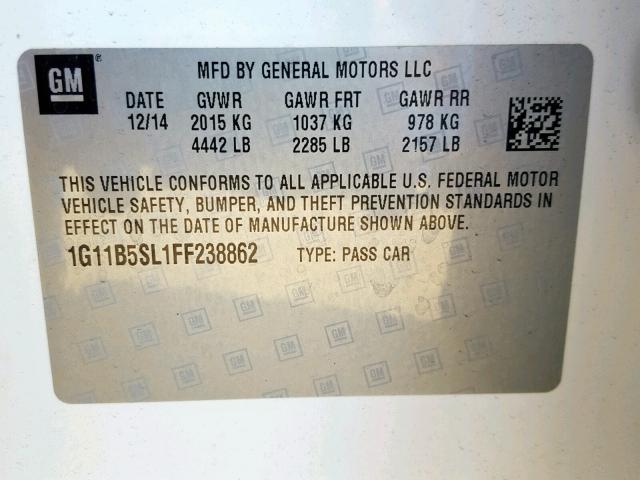 GM ®
MFD BY GENERAL MOTORS LLC
DATE GVWR GAWR FRT GAWR RR
12/14 2015 KG 1037 KG 978 KG
4442 LB 2285 LB 2157 LB
THIS VEHICLE CONFORMS TO ALL APPLICABLE U.S. FEDERAL MOTOR
VEHICLE SAFETY, BUMPER, AND THEFT PREVENTION STANDARDS IN
EFFECT ON THE DATE OF MANUFACTURE SHOWN ABOVE.
1G11B5SL1FF238862 TYPE: PASS CAR